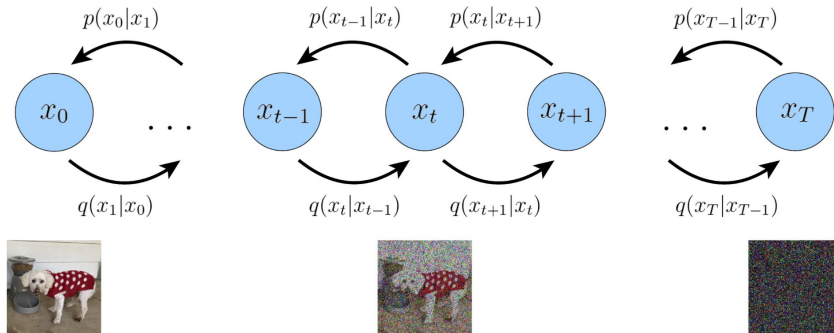 p(x_0|x_1) p(x_{t-1}|x_t) p(x_t|x_{t+1}) p(x_{T-1}|x_T)
x_0 ... x_{t-1} x_t x_{t+1} ... x_T
q(x_1|x_0) q(x_t|x_{t-1}) q(x_{t+1}|x_t) q(x_T|x_{T-1})